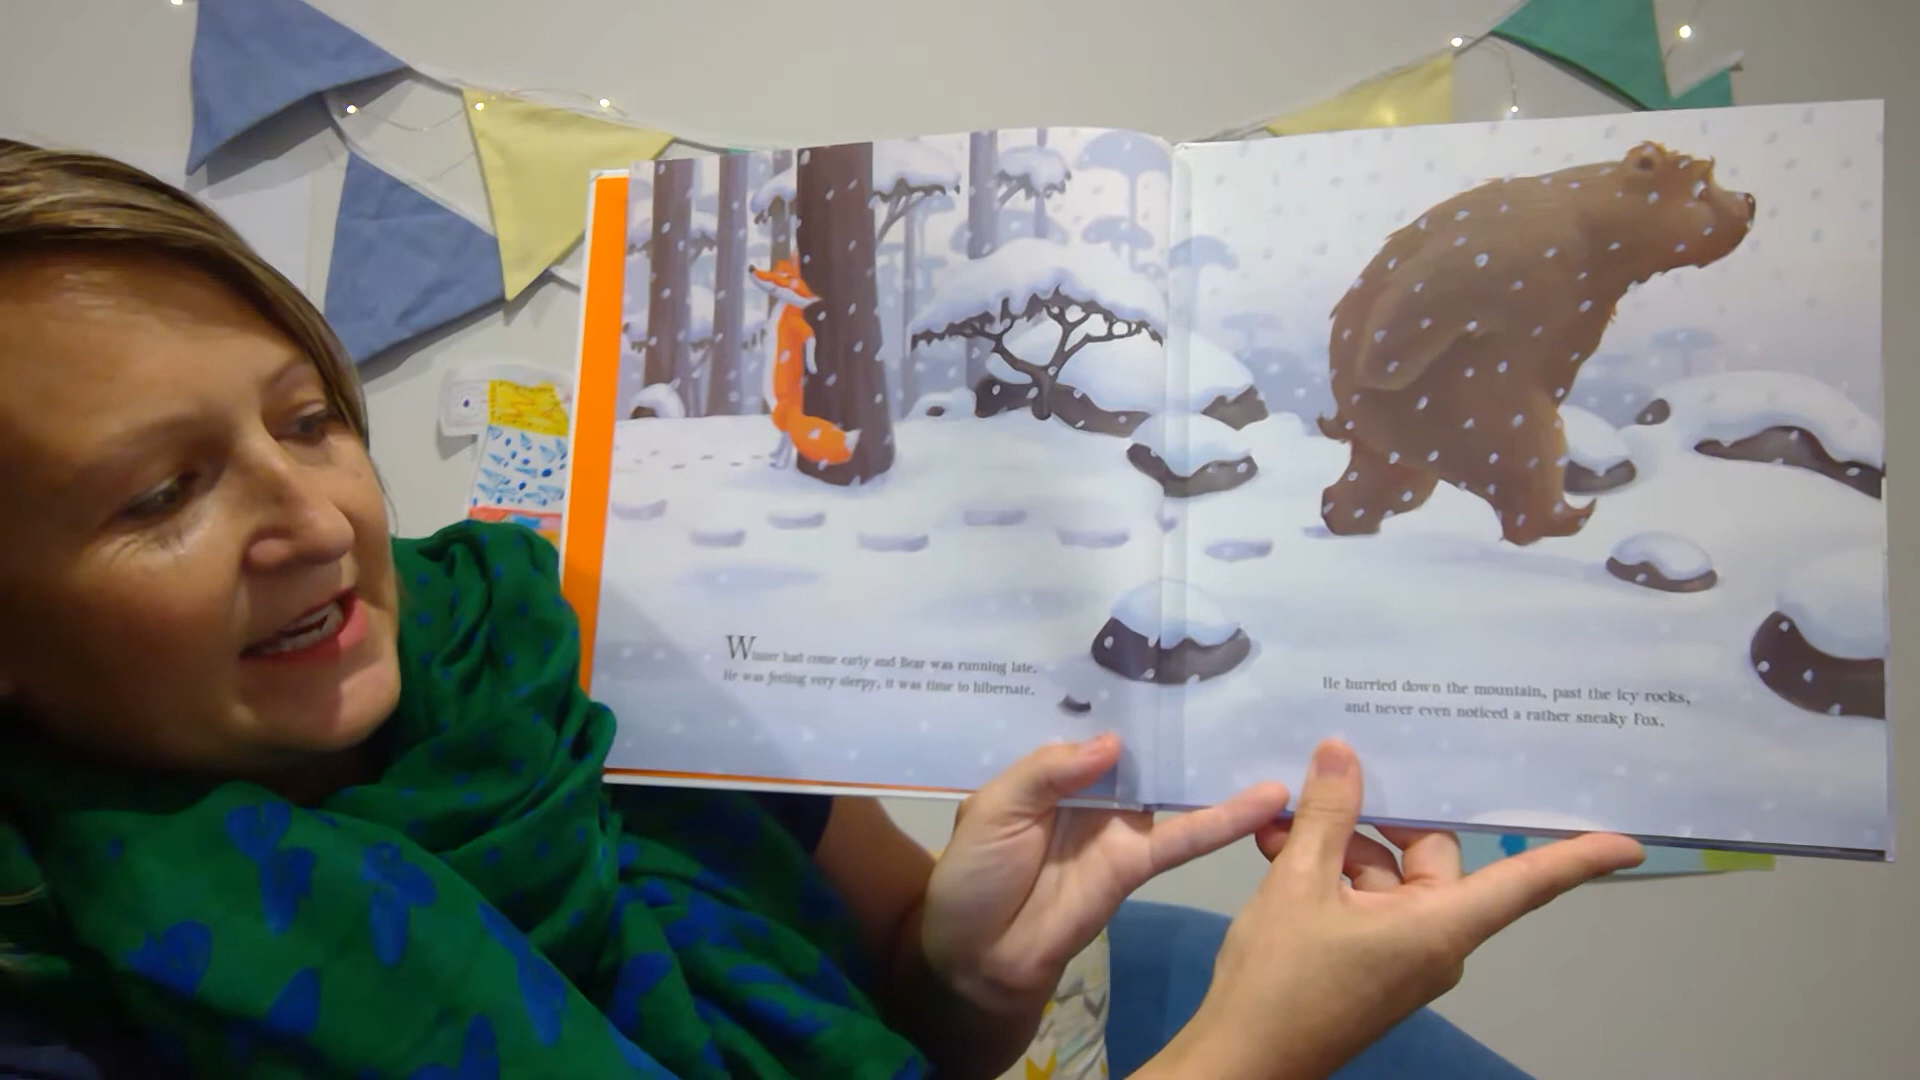 Winter had come early and Bear was running late.
He was feeling very sleepy, it was time to hibernate.
He hurried down the mountain, past the icy rocks,
and never even noticed a rather sneaky Fox.